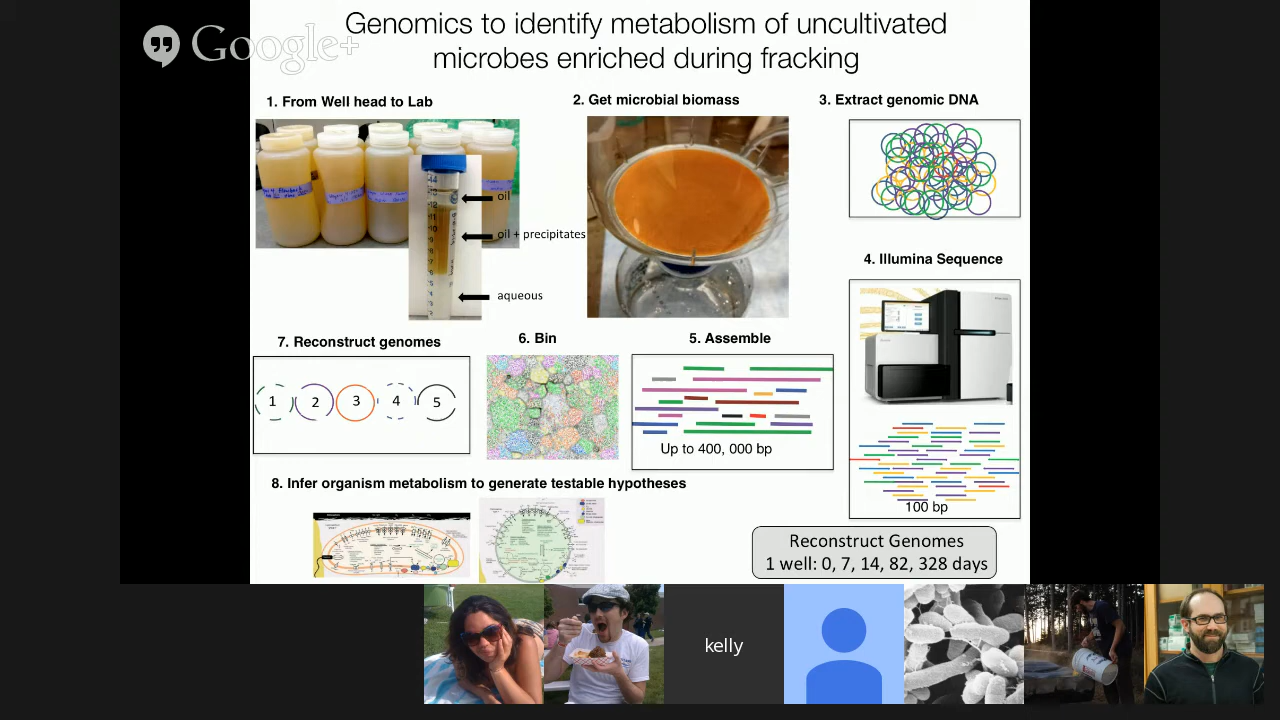 Google+
Genomics to identify metabolism of uncultivated
microbes enriched during fracking
1. From Well head to Lab
2. Get microbial biomass
3. Extract genomic DNA
oil
oil + precipitates
aqueous
4. Illumina Sequence
7. Reconstruct genomes
6. Bin
5. Assemble
1 2 3 4 5
Up to 400, 000 bp
100 bp
8. Infer organism metabolism to generate testable hypotheses
Reconstruct Genomes
1 well: 0, 7, 14, 82, 328 days
kelly